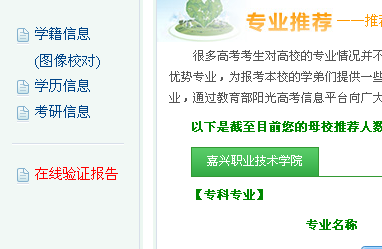 学籍信息
(图像校对)
学历信息
考研信息
在线验证报告
专业推荐 ——推荐
很多高考考生对高校的专业情况并不
优势专业，为报考本校的学弟们提供一些
业，通过教育部阳光高考信息平台向广大
以下是截至目前您的母校推荐人数
嘉兴职业技术学院
【专科专业】
专业名称